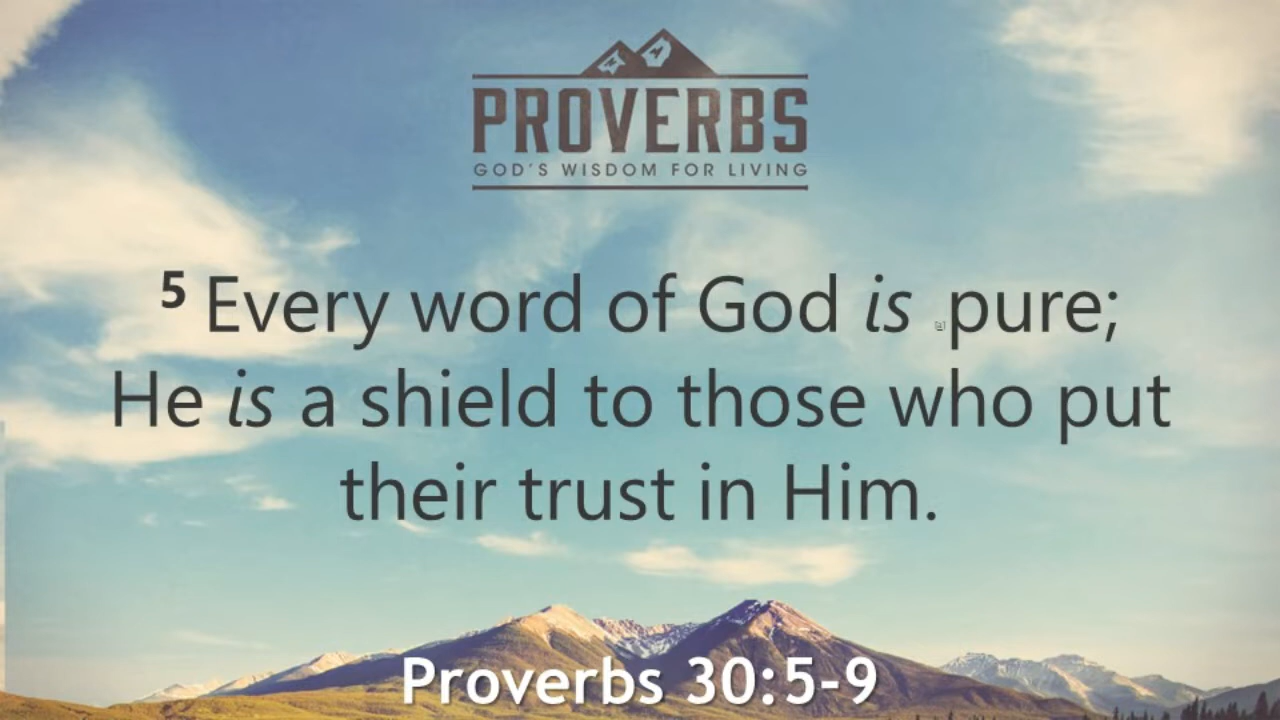 PROVERBS
GOD'S WISDOM FOR LIVING
5 Every word of God is [a]pure;
He is a shield to those who put
their trust in Him.
Proverbs 30:5-9